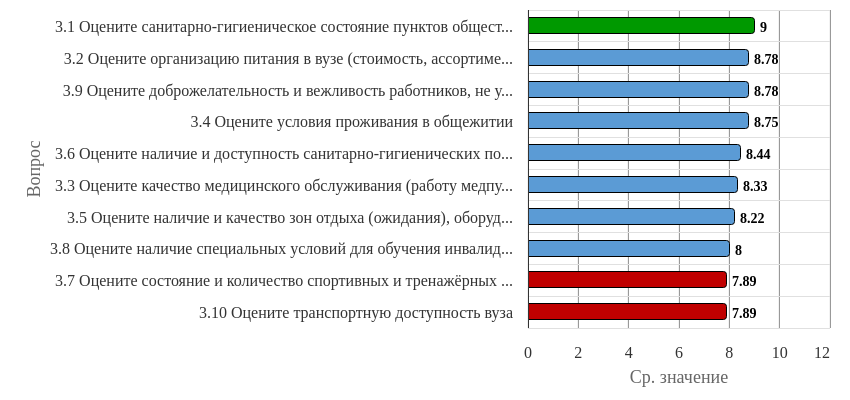 3.1 Оцените санитарно-гигиеническое состояние пунктов общест... 9
3.2 Оцените организацию питания в вузе (стоимость, ассортиме... 8.78
3.9 Оцените доброжелательность и вежливость работников, не у... 8.78
3.4 Оцените условия проживания в общежитии 8.75
3.6 Оцените наличие и доступность санитарно-гигиенических по... 8.44
3.3 Оцените качество медицинского обслуживания (работу медпу... 8.33
3.5 Оцените наличие и качество зон отдыха (ожидания), оборуд... 8.22
3.8 Оцените наличие специальных условий для обучения инвалид... 8
3.7 Оцените состояние и количество спортивных и тренажёрных ... 7.89
3.10 Оцените транспортную доступность вуза 7.89
Вопрос
0 2 4 6 8 10 12
Ср. значение